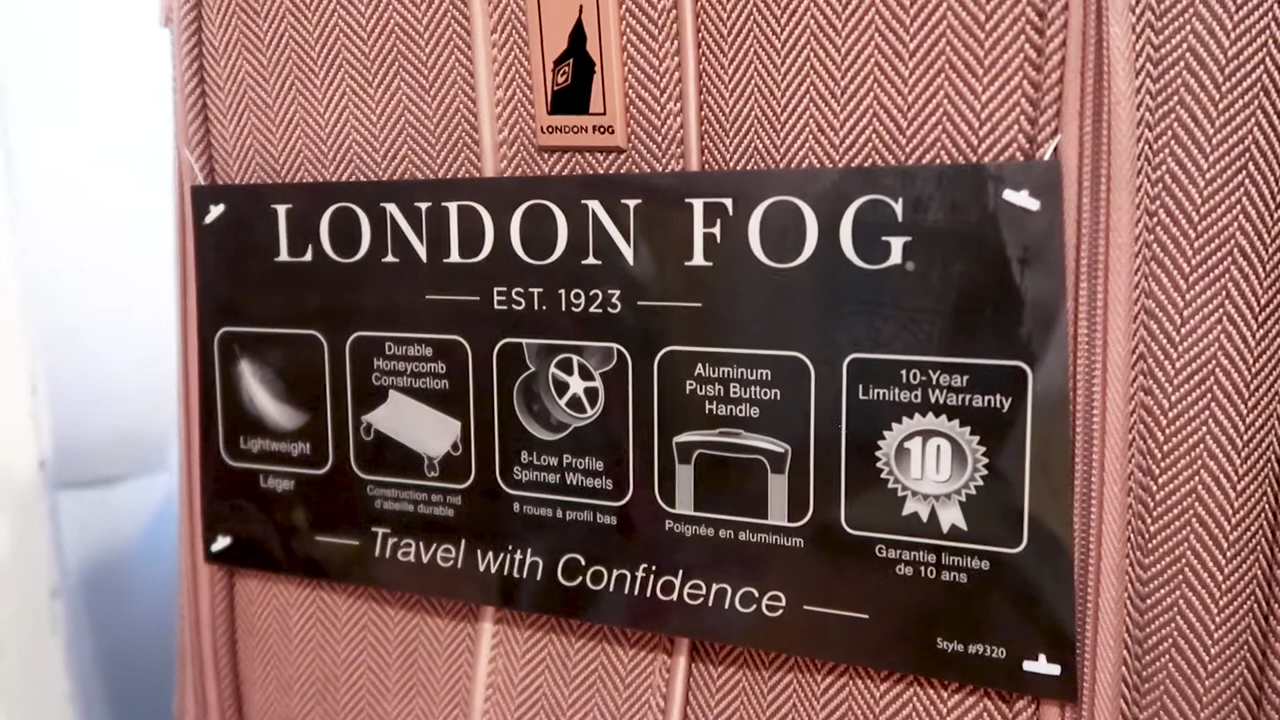 LONDON FOG
LONDON FOG
EST. 1923
Lightweight
Léger
Durable
Honeycomb
Construction
Construction en nid
d'abeille durable
8-Low Profile
Spinner Wheels
8 roues à profil bas
Aluminum
Push Button
Handle
Poignée en aluminium
10-Year
Limited Warranty
10
Garantie limitée
de 10 ans
Travel with Confidence
Style #9320